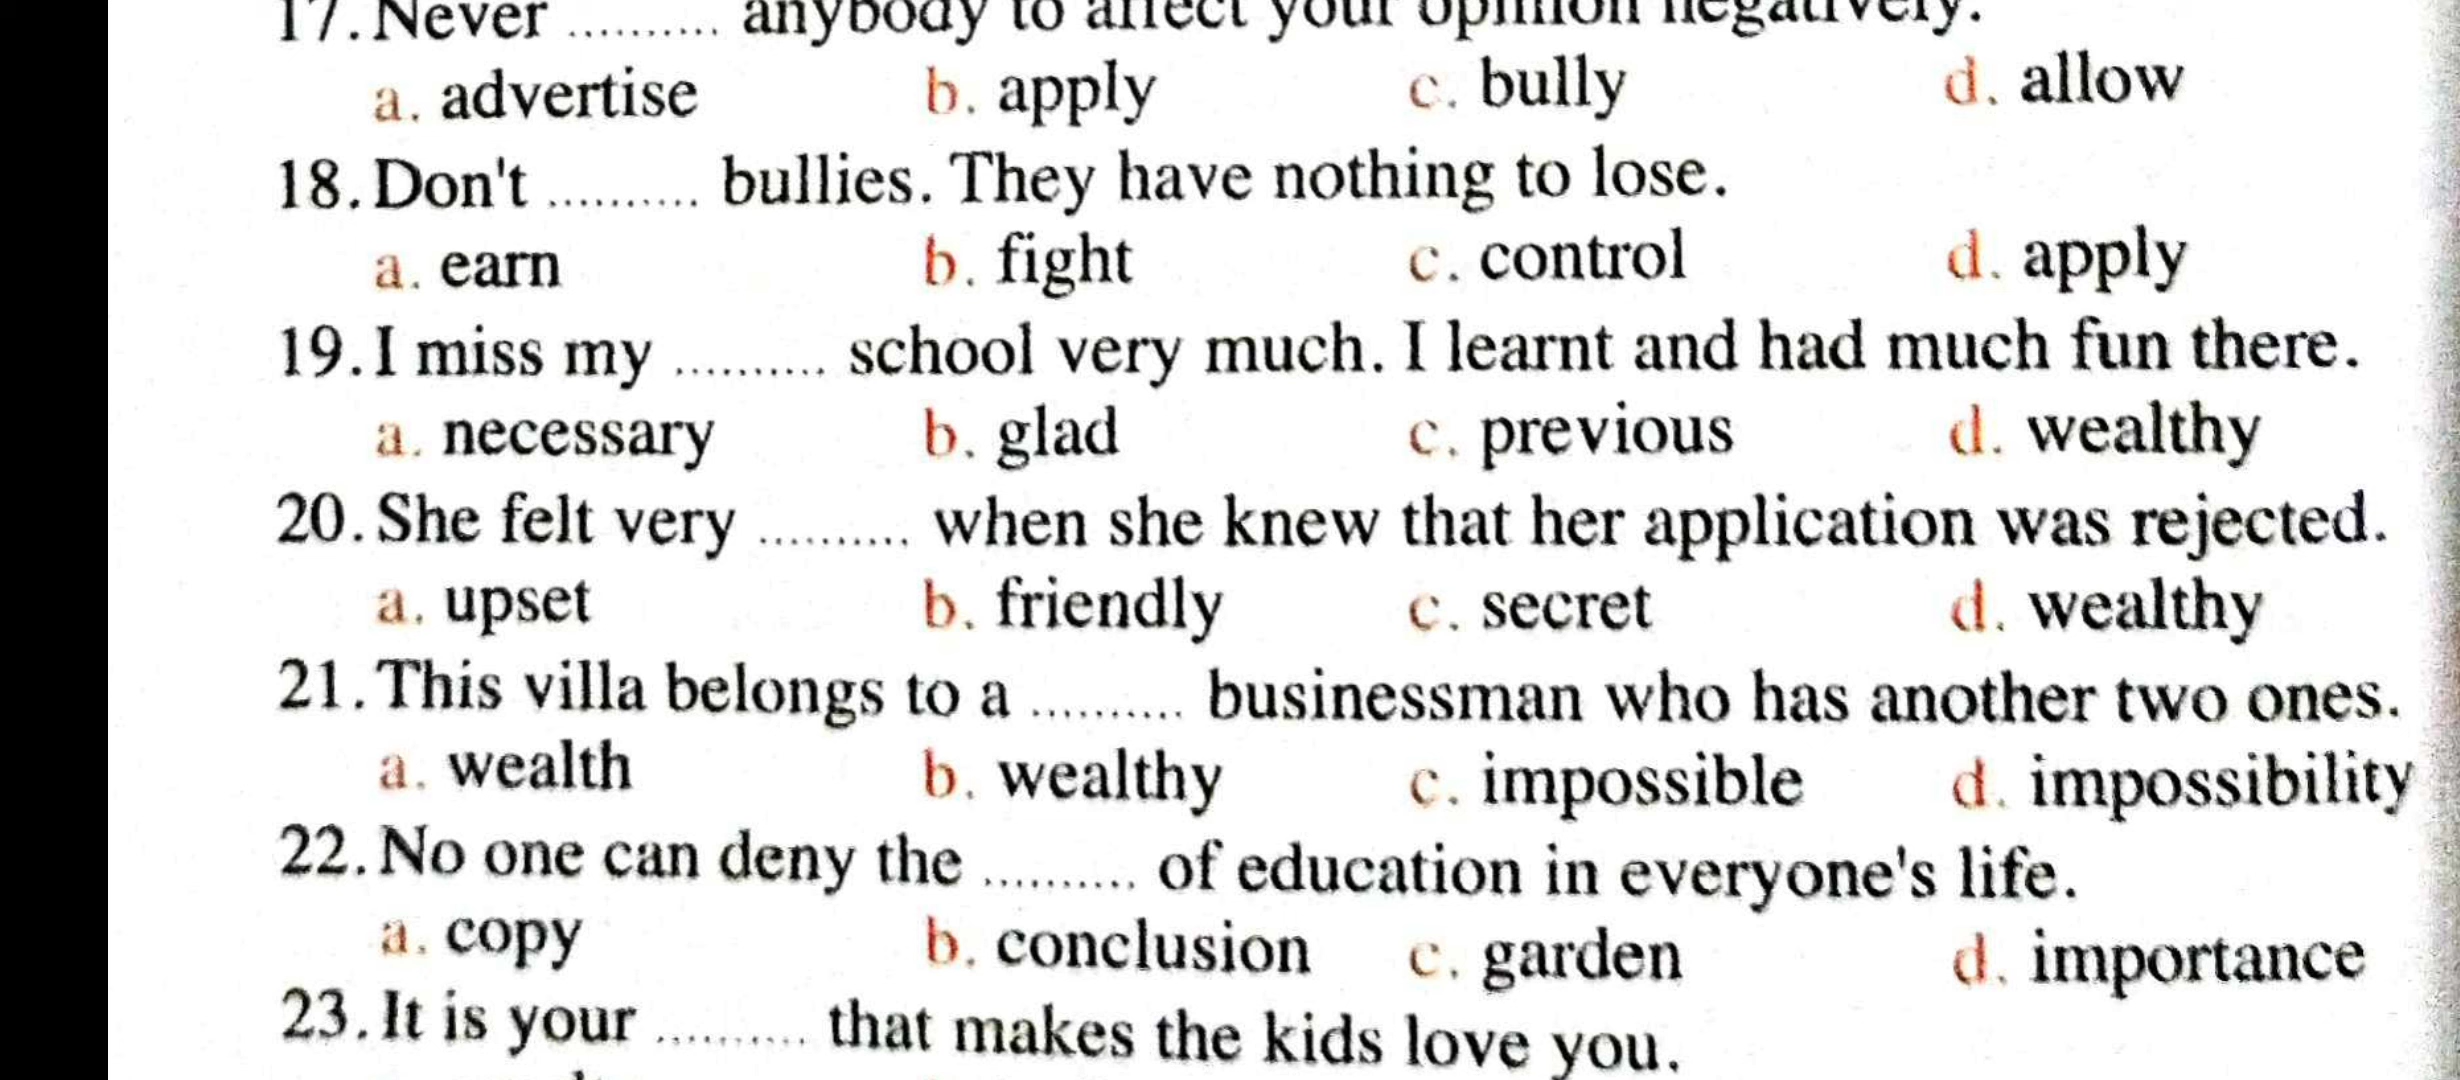 17. Never .......... anybody to affect your opinion negatively.
a. advertise b. apply c. bully d. allow
18. Don't .......... bullies. They have nothing to lose.
a. earn b. fight c. control d. apply
19. I miss my .......... school very much. I learnt and had much fun there.
a. necessary b. glad c. previous d. wealthy
20. She felt very .......... when she knew that her application was rejected.
a. upset b. friendly c. secret d. wealthy
21. This villa belongs to a .......... businessman who has another two ones.
a. wealth b. wealthy c. impossible d. impossibility
22. No one can deny the .......... of education in everyone's life.
a. copy b. conclusion c. garden d. importance
23. It is your .......... that makes the kids love you.